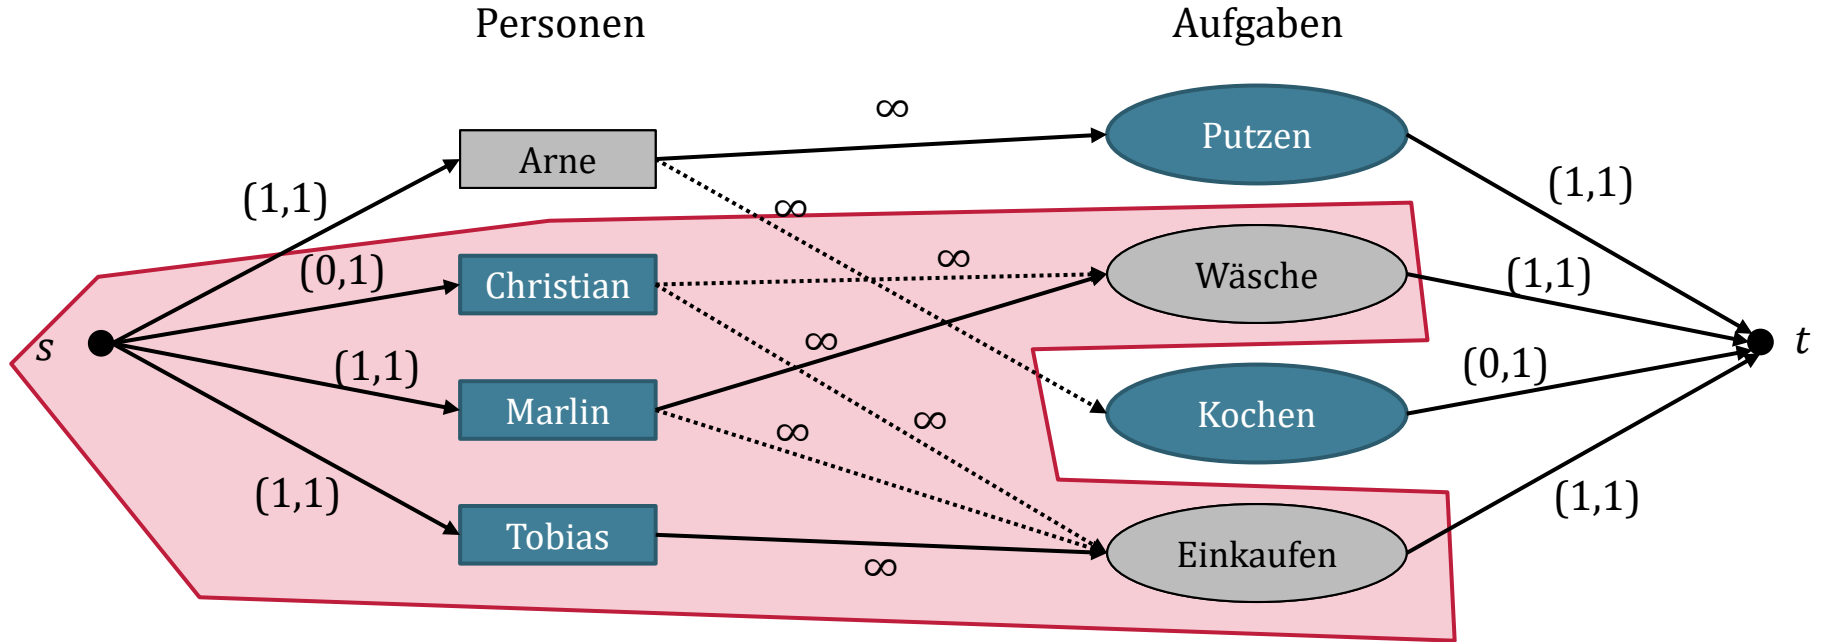 Personen
Aufgaben
∞
Putzen
Arne
(1,1)
(1,1)
∞
∞
(0,1)
Christian
Wäsche
(1,1)
s
∞
t
(1,1)
(0,1)
Marlin
∞
∞
Kochen
(1,1)
(1,1)
Tobias
∞
Einkaufen